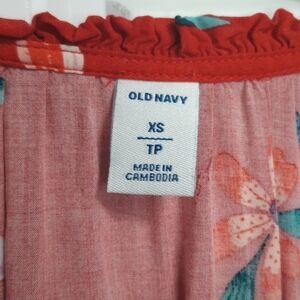 OLD NAVY
XS
TP
MADE IN
CAMBODIA